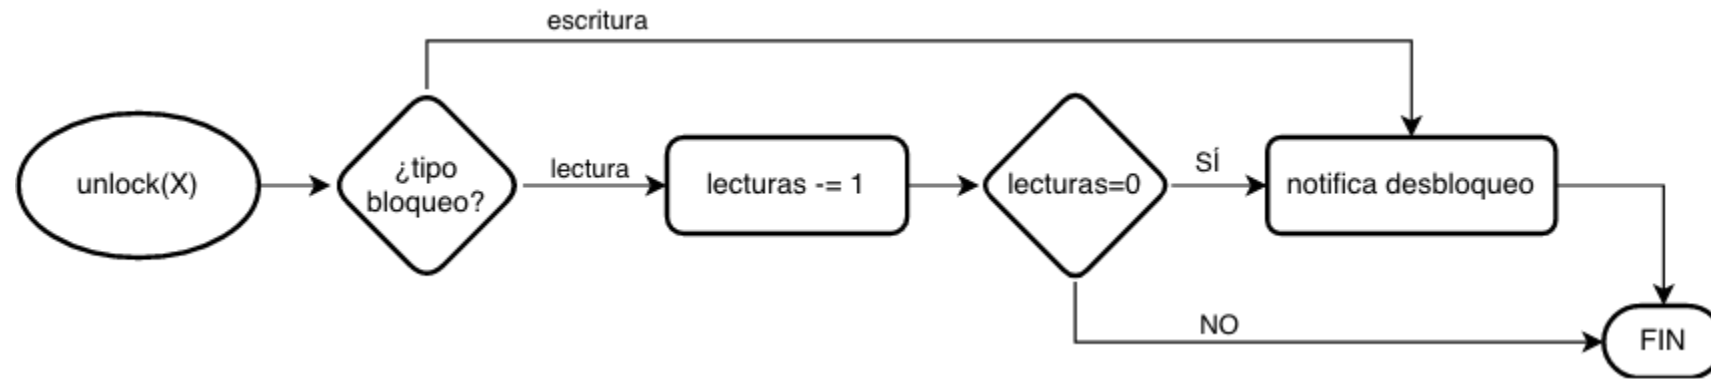 escritura
unlock(X)
¿tipo
bloqueo?
lectura
lecturas -= 1
lecturas=0
SÍ
notifica desbloqueo
NO
FIN